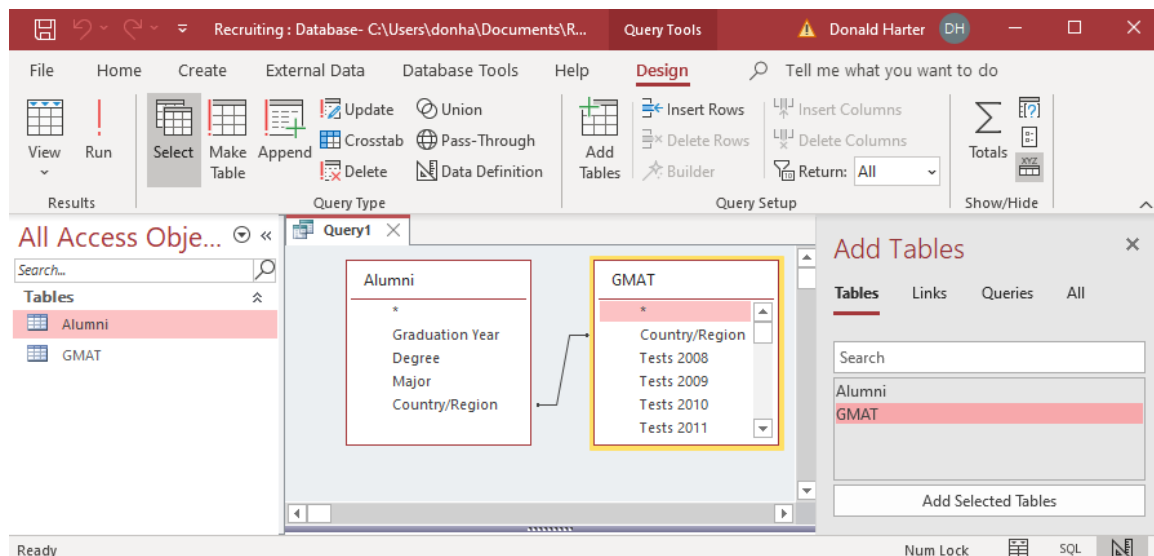 Recruiting : Database- C:\Users\donha\Documents\R... Query Tools Donald Harter DH
File Home Create External Data Database Tools Help Design Tell me what you want to do
Update Union Insert Rows Insert Columns
View Run Select Make Table Append Crosstab Pass-Through Add Tables Delete Rows Delete Columns Totals
Delete Data Definition Builder Return: All
XYZ
Results Query Type Query Setup Show/Hide
All Access Obje... Query1 Add Tables
Search...
Tables
Alumni
GMAT
Alumni
*
Graduation Year
Degree
Major
Country/Region
GMAT
*
Country/Region
Tests 2008
Tests 2009
Tests 2010
Tests 2011
Tables Links Queries All
Search
Alumni
GMAT
Add Selected Tables
Ready Num Lock SQL